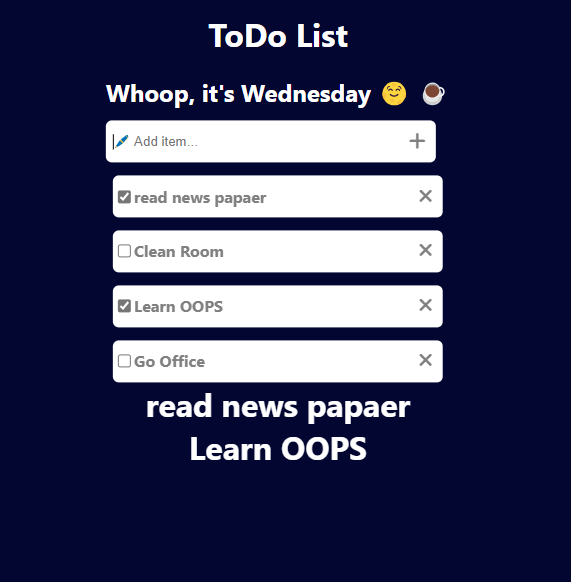 ToDo List
Whoop, it's Wednesday 😌 ☕
🖌️ Add item...
read news papaer
Clean Room
Learn OOPS
Go Office
read news papaer
Learn OOPS